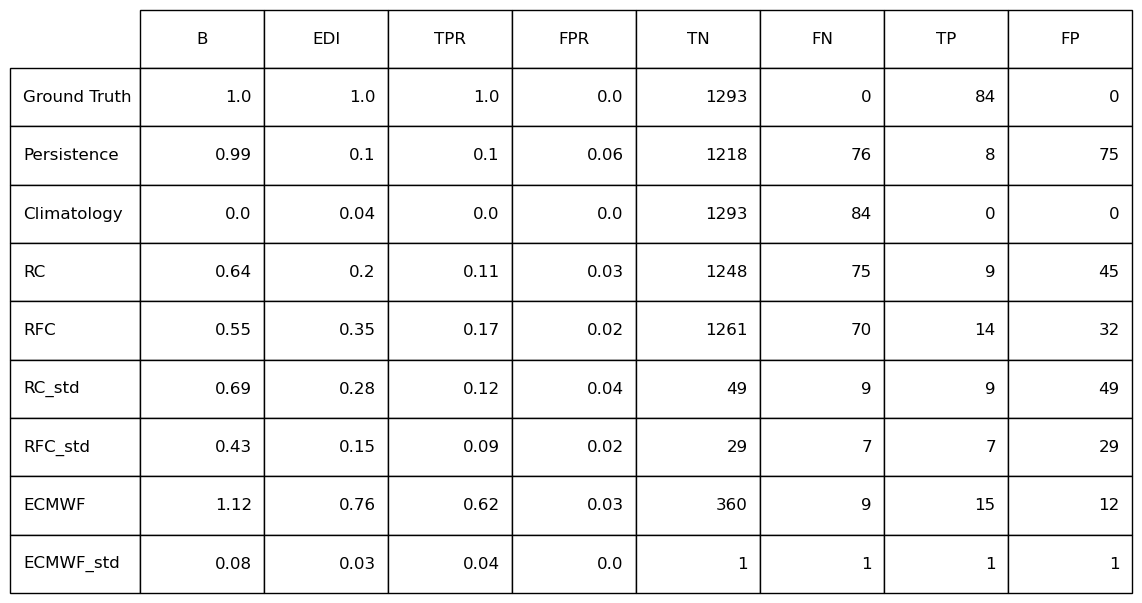 B EDI TPR FPR TN FN TP FP
Ground Truth 1.0 1.0 1.0 0.0 1293 0 84 0
Persistence 0.99 0.1 0.1 0.06 1218 76 8 75
Climatology 0.0 0.04 0.0 0.0 1293 84 0 0
RC 0.64 0.2 0.11 0.03 1248 75 9 45
RFC 0.55 0.35 0.17 0.02 1261 70 14 32
RC_std 0.69 0.28 0.12 0.04 49 9 9 49
RFC_std 0.43 0.15 0.09 0.02 29 7 7 29
ECMWF 1.12 0.76 0.62 0.03 360 9 15 12
ECMWF_std 0.08 0.03 0.04 0.0 1 1 1 1